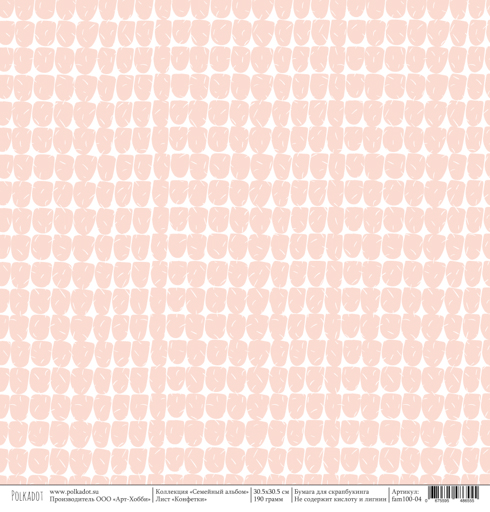 POLKADOT
www.polkadot.su
Производитель ООО «Арт-Хобби»
Коллекция «Семейный альбом»
Лист «Конфетки»
30.5x30.5 см
190 грамм
Бумага для скрапбукинга
Не содержит кислоту и лигнин
Артикул:
fam100-04